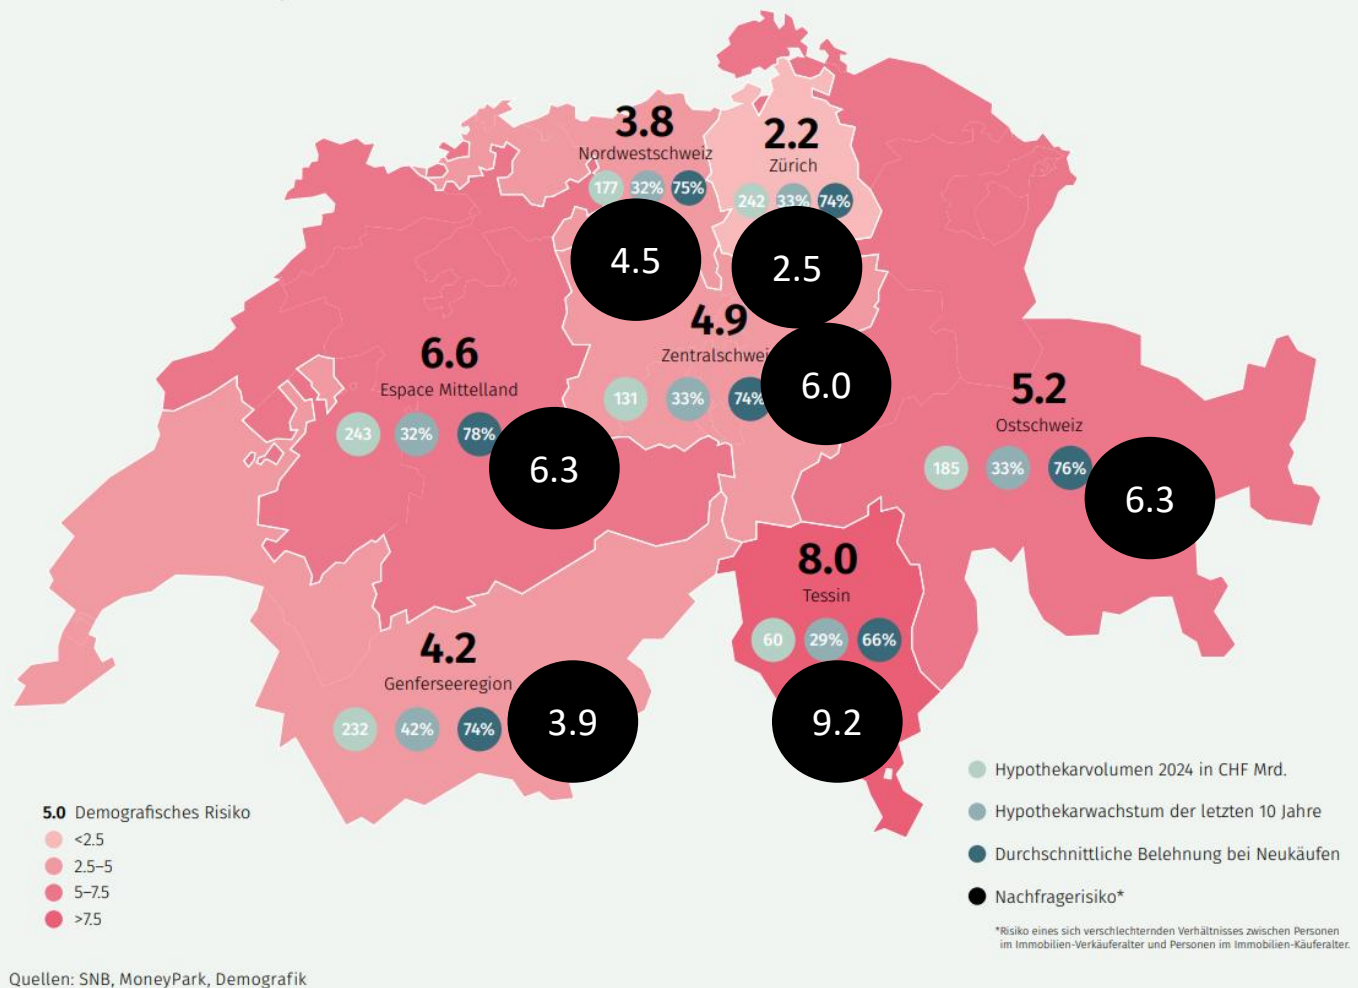 3.8
Nordwestschweiz
177 32% 75%
4.5
2.2
Zürich
242 33% 74%
2.5
4.9
131 33% 74%
6.0
6.6
Espace Mittelland
243 32% 78%
6.3
5.2
Ostschweiz
185 33% 76%
6.3
8.0
Tessin
60 29% 66%
9.2
4.2
Genferseeregion
232 42% 74%
3.9
5.0 Demografisches Risiko
<2.5
2.5–5
5–7.5
>7.5
Hypothekarvolumen 2024 in CHF Mrd.
Hypothekarwachstum der letzten 10 Jahre
Durchschnittliche Belehnung bei Neukäufen
Nachfragerisiko*
*Risiko eines sich verschlechternden Verhältnisses zwischen Personen
im Immobilien-Verkäuferalter und Personen im Immobilien-Käuferalter.
Quellen: SNB, MoneyPark, Demografik